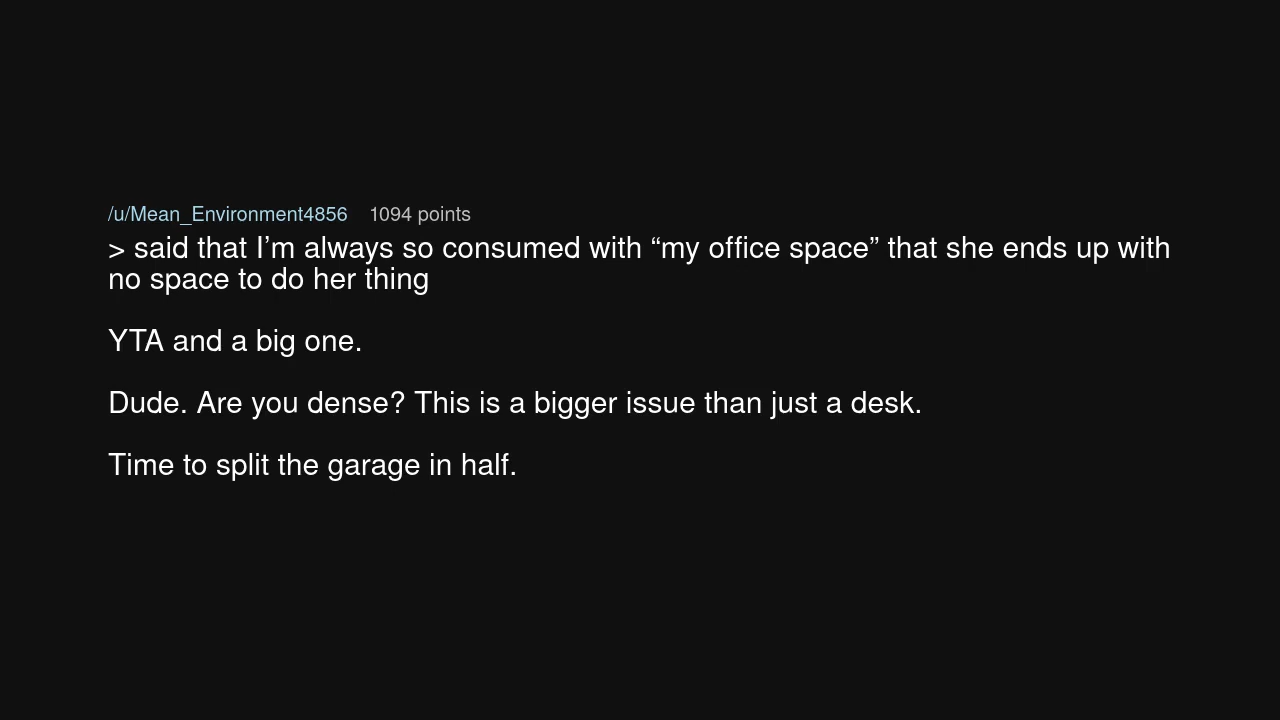 /u/Mean_Environment4856 1094 points
> said that I’m always so consumed with “my office space” that she ends up with
no space to do her thing
YTA and a big one.
Dude. Are you dense? This is a bigger issue than just a desk.
Time to split the garage in half.